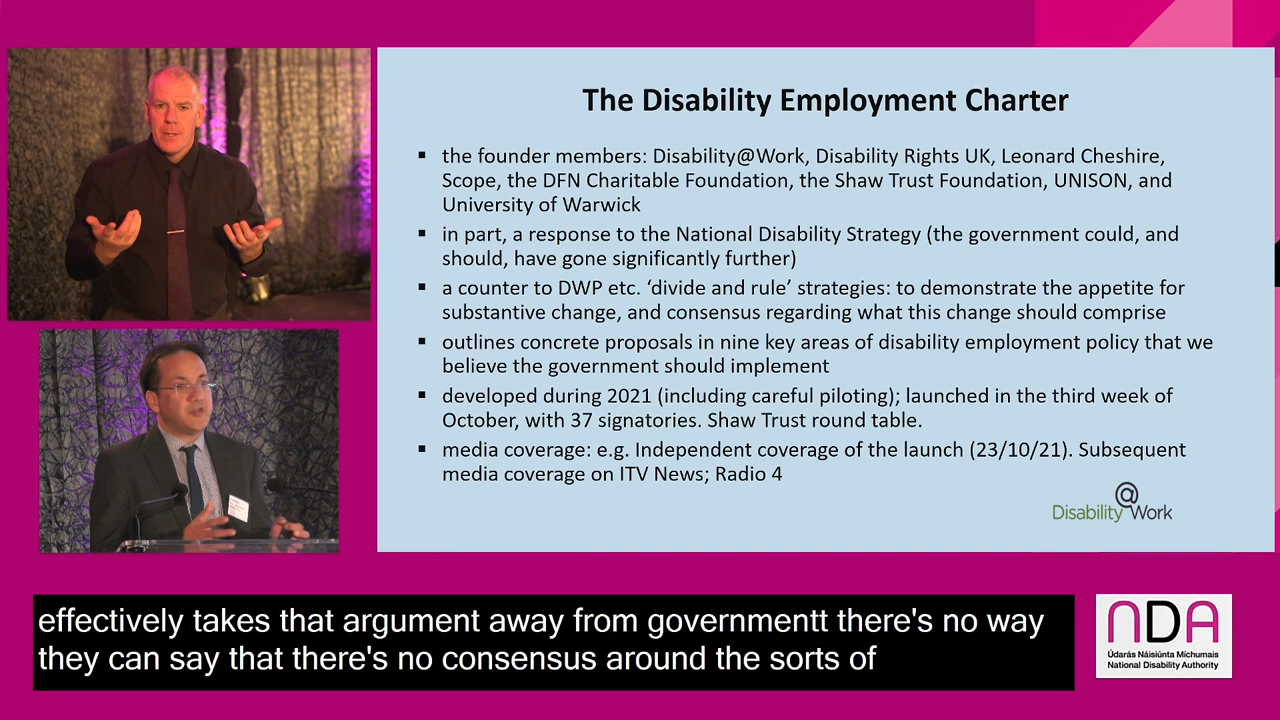 The Disability Employment Charter
▪ the founder members: Disability@Work, Disability Rights UK, Leonard Cheshire,
Scope, the DFN Charitable Foundation, the Shaw Trust Foundation, UNISON, and
University of Warwick
▪ in part, a response to the National Disability Strategy (the government could, and
should, have gone significantly further)
▪ a counter to DWP etc. ‘divide and rule’ strategies: to demonstrate the appetite for
substantive change, and consensus regarding what this change should comprise
▪ outlines concrete proposals in nine key areas of disability employment policy that we
believe the government should implement
▪ developed during 2021 (including careful piloting); launched in the third week of
October, with 37 signatories. Shaw Trust round table.
▪ media coverage: e.g. Independent coverage of the launch (23/10/21). Subsequent
media coverage on ITV News; Radio 4
Disability@Work
effectively takes that argument away from governmentt there's no way
they can say that there's no consensus around the sorts of
NDA
Údarás Náisiúnta Míchumais
National Disability Authority